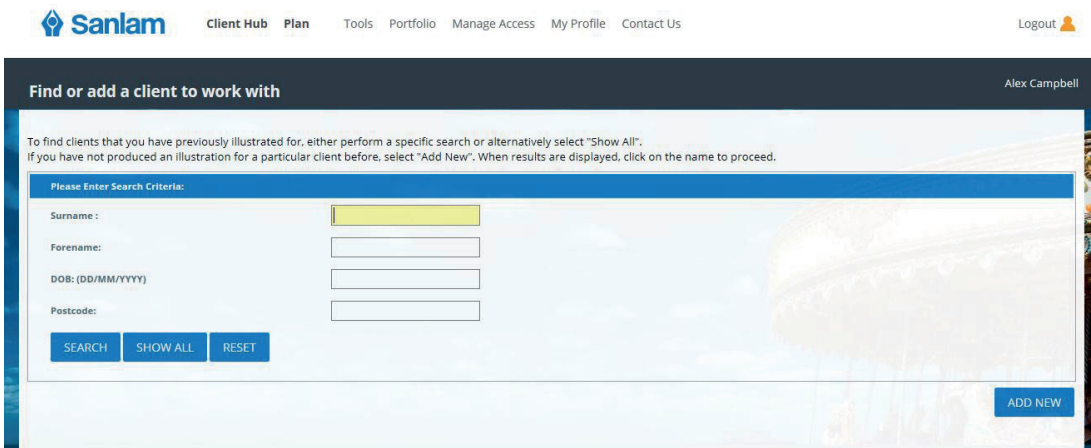 Sanlam Client Hub Plan Tools Portfolio Manage Access My Profile Contact Us Logout
Find or add a client to work with Alex Campbell
To find clients that you have previously illustrated for, either perform a specific search or alternatively select "Show All".
If you have not produced an illustration for a particular client before, select "Add New". When results are displayed, click on the name to proceed.
Please Enter Search Criteria:
Surname :
Forename:
DOB: (DD/MM/YYYY)
Postcode:
SEARCH SHOW ALL RESET
ADD NEW